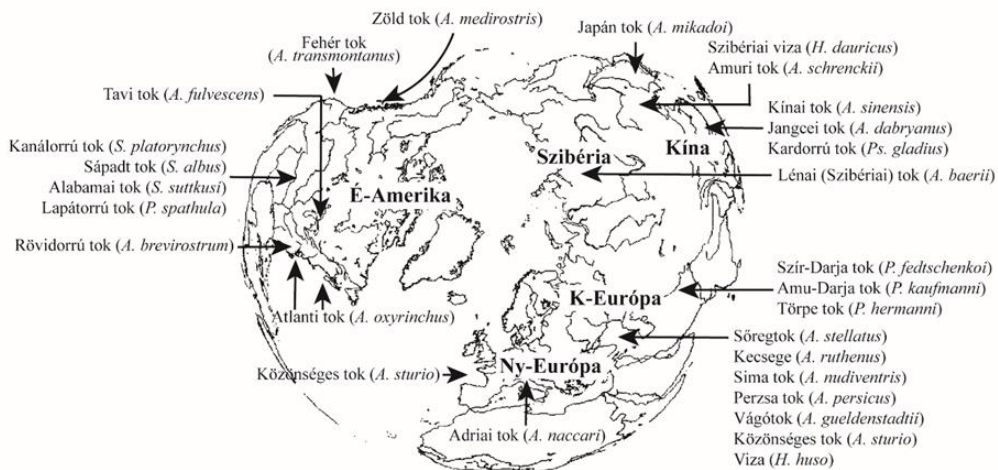 Zöld tok (A. medirostris)
Fehér tok
(A. transmontanus)
Japán tok (A. mikadoi)
Szibériai viza (H. dauricus)
Amuri tok (A. schrenckii)
Tavi tok (A. fulvescens)
Kínai tok (A. sinensis)
Jangcei tok (A. dabryanus)
Kardorrú tok (Ps. gladius)
Kanálorrú tok (S. platorynchus)
Sápadt tok (S. albus)
Alabamai tok (S. suttkusi)
Lapátorrú tok (P. spathula)
Szibéria
Kína
Lénai (Szibériai) tok (A. baerii)
É-Amerika
Rövidorrú tok (A. brevirostrum)
Szír-Darja tok (P. fedtschenkoi)
Amu-Darja tok (P. kaufmanni)
Törpe tok (P. hermanni)
K-Európa
Atlanti tok (A. oxyrinchus)
Sőregtok (A. stellatus)
Kecsege (A. ruthenus)
Sima tok (A. nudiventris)
Perzsa tok (A. persicus)
Vágótok (A. gueldenstadtii)
Közönséges tok (A. sturio)
Viza (H. huso)
Ny-Európa
Közönséges tok (A. sturio)
Adriai tok (A. naccari)